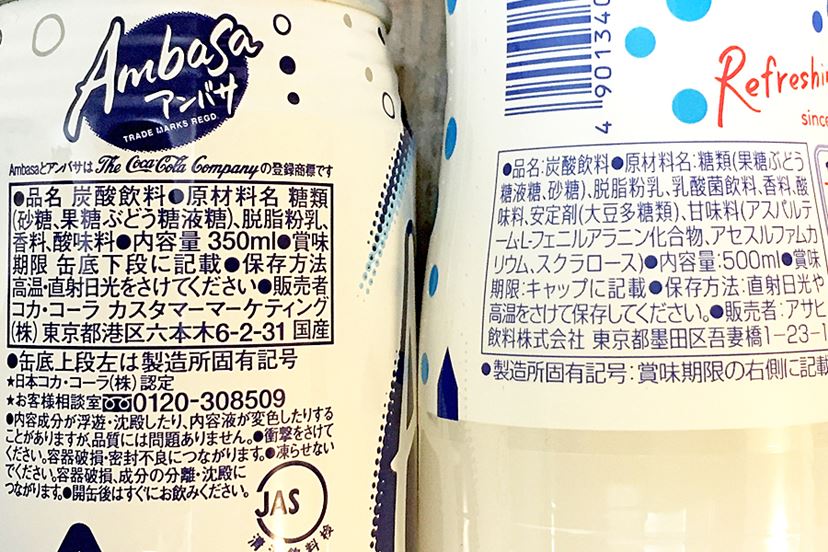 Ambasa
アンバサ
TRADE MARKS REGD.
AmbasaとアンバサはThe Coca-Cola Companyの登録商標です
●品名 炭酸飲料●原材料名 糖類
(砂糖、果糖ぶどう糖液糖)、脱脂粉乳、
香料、酸味料●内容量 350ml●賞味
期限 缶底下段に記載●保存方法
高温・直射日光をさけてください●販売者
コカ・コーラ カスタマーマーケティング
(株) 東京都港区六本木6-2-31 国産
●缶底上段左は製造所固有記号
★日本コカ・コーラ(株)認定
★お客様相談室 0120-308509
●内容成分が浮遊・沈殿したり、内容液が変色したりする
ことがありますが、品質には問題ありません。●衝撃をさけて
ください。容器破損・密封不良につながります。●凍らせない
でください。容器破損、成分の分離・沈殿に
つながります。●開缶後はすぐにお飲みください。
JAS
4 901340
Refreshin
since
●品名:炭酸飲料●原材料名:糖類(果糖ぶどう
糖液糖、砂糖)、脱脂粉乳、乳酸菌飲料、香料、酸
味料、安定剤(大豆多糖類)、甘味料(アスパルテ
ーム・L-フェニルアラニン化合物、アセスルファムカ
リウム、スクラロース)●内容量:500ml●賞味
期限:キャップに記載●保存方法:直射日光や
高温をさけて保存してください。●販売者:アサヒ
飲料株式会社 東京都墨田区吾妻橋1-23-1
●製造所固有記号:賞味期限の右側に記載